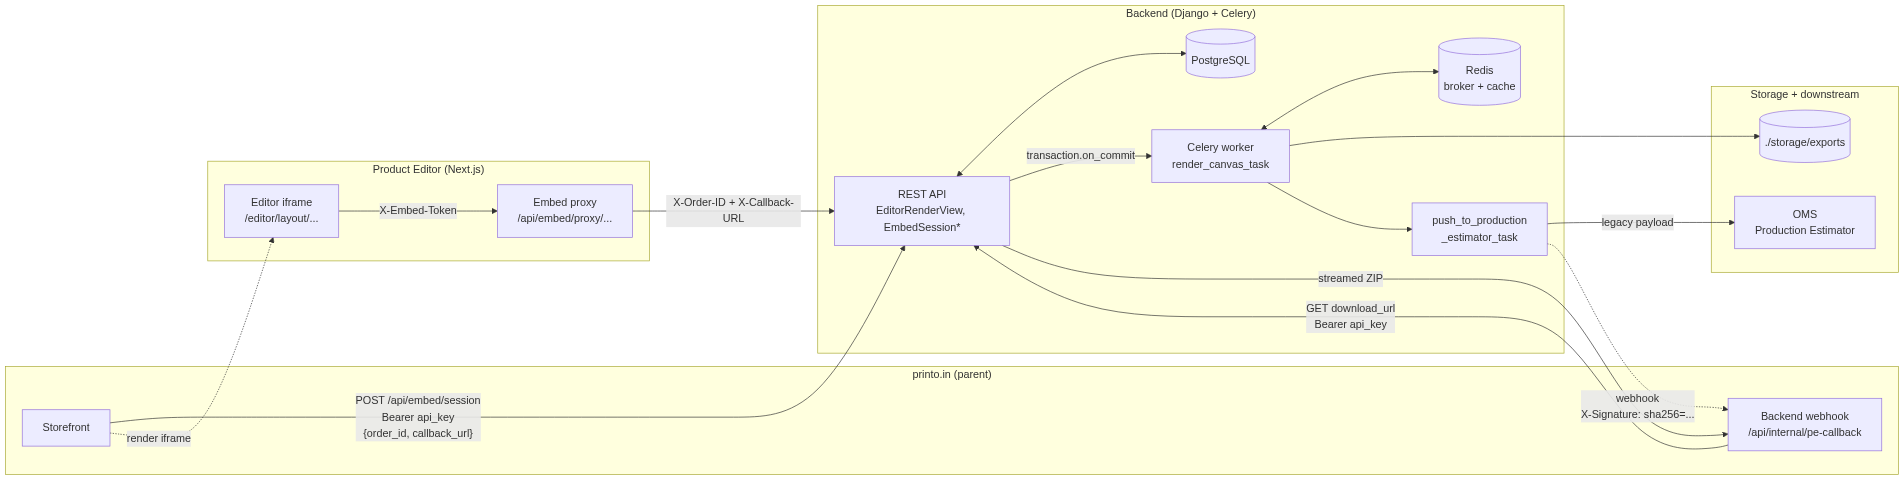 Backend (Django + Celery)
PostgreSQL
Redis
broker + cache
Storage + downstream
./storage/exports
Celery worker
render_canvas_task
transaction.on_commit
Product Editor (Next.js)
Editor iframe
/editor/layout/...
X-Embed-Token
Embed proxy
/api/embed/proxy/...
X-Order-ID + X-Callback-
URL
REST API
EditorRenderView,
EmbedSession*
push_to_production
_estimator_task
legacy payload
OMS
Production Estimator
streamed ZIP
GET download_url
Bearer api_key
printo.in (parent)
Storefront
render iframe
POST /api/embed/session
Bearer api_key
{order_id, callback_url}
webhook
X-Signature: sha256=...
Backend webhook
/api/internal/pe-callback